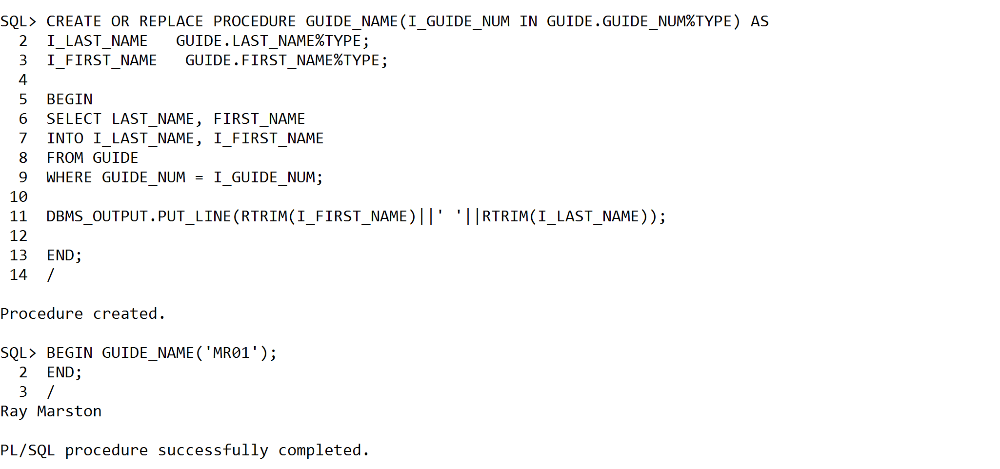 SQL> CREATE OR REPLACE PROCEDURE GUIDE_NAME(I_GUIDE_NUM IN GUIDE.GUIDE_NUM%TYPE) AS
  2  I_LAST_NAME   GUIDE.LAST_NAME%TYPE;
  3  I_FIRST_NAME   GUIDE.FIRST_NAME%TYPE;
  4
  5  BEGIN
  6  SELECT LAST_NAME, FIRST_NAME
  7  INTO I_LAST_NAME, I_FIRST_NAME
  8  FROM GUIDE
  9  WHERE GUIDE_NUM = I_GUIDE_NUM;
 10
 11  DBMS_OUTPUT.PUT_LINE(RTRIM(I_FIRST_NAME)||' '||RTRIM(I_LAST_NAME));
 12
 13  END;
 14  /
Procedure created.
SQL> BEGIN GUIDE_NAME('MR01');
  2  END;
  3  /
Ray Marston
PL/SQL procedure successfully completed.